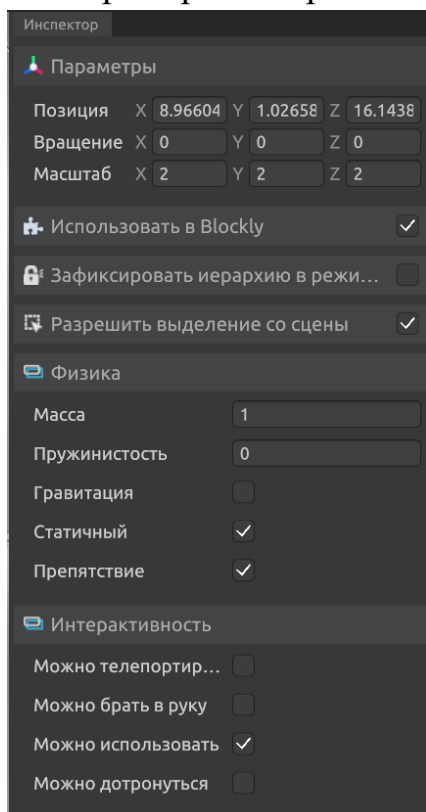 Инспектор
Параметры
Позиция X 8.96604 Y 1.02658 Z 16.1438
Вращение X 0 Y 0 Z 0
Масштаб X 2 Y 2 Z 2
Использовать в Blockly
Зафиксировать иерархию в режи...
Разрешить выделение со сцены
Физика
Масса 1
Пружинистость 0
Гравитация
Статичный
Препятствие
Интерактивность
Можно телепортир...
Можно брать в руку
Можно использовать
Можно дотронуться